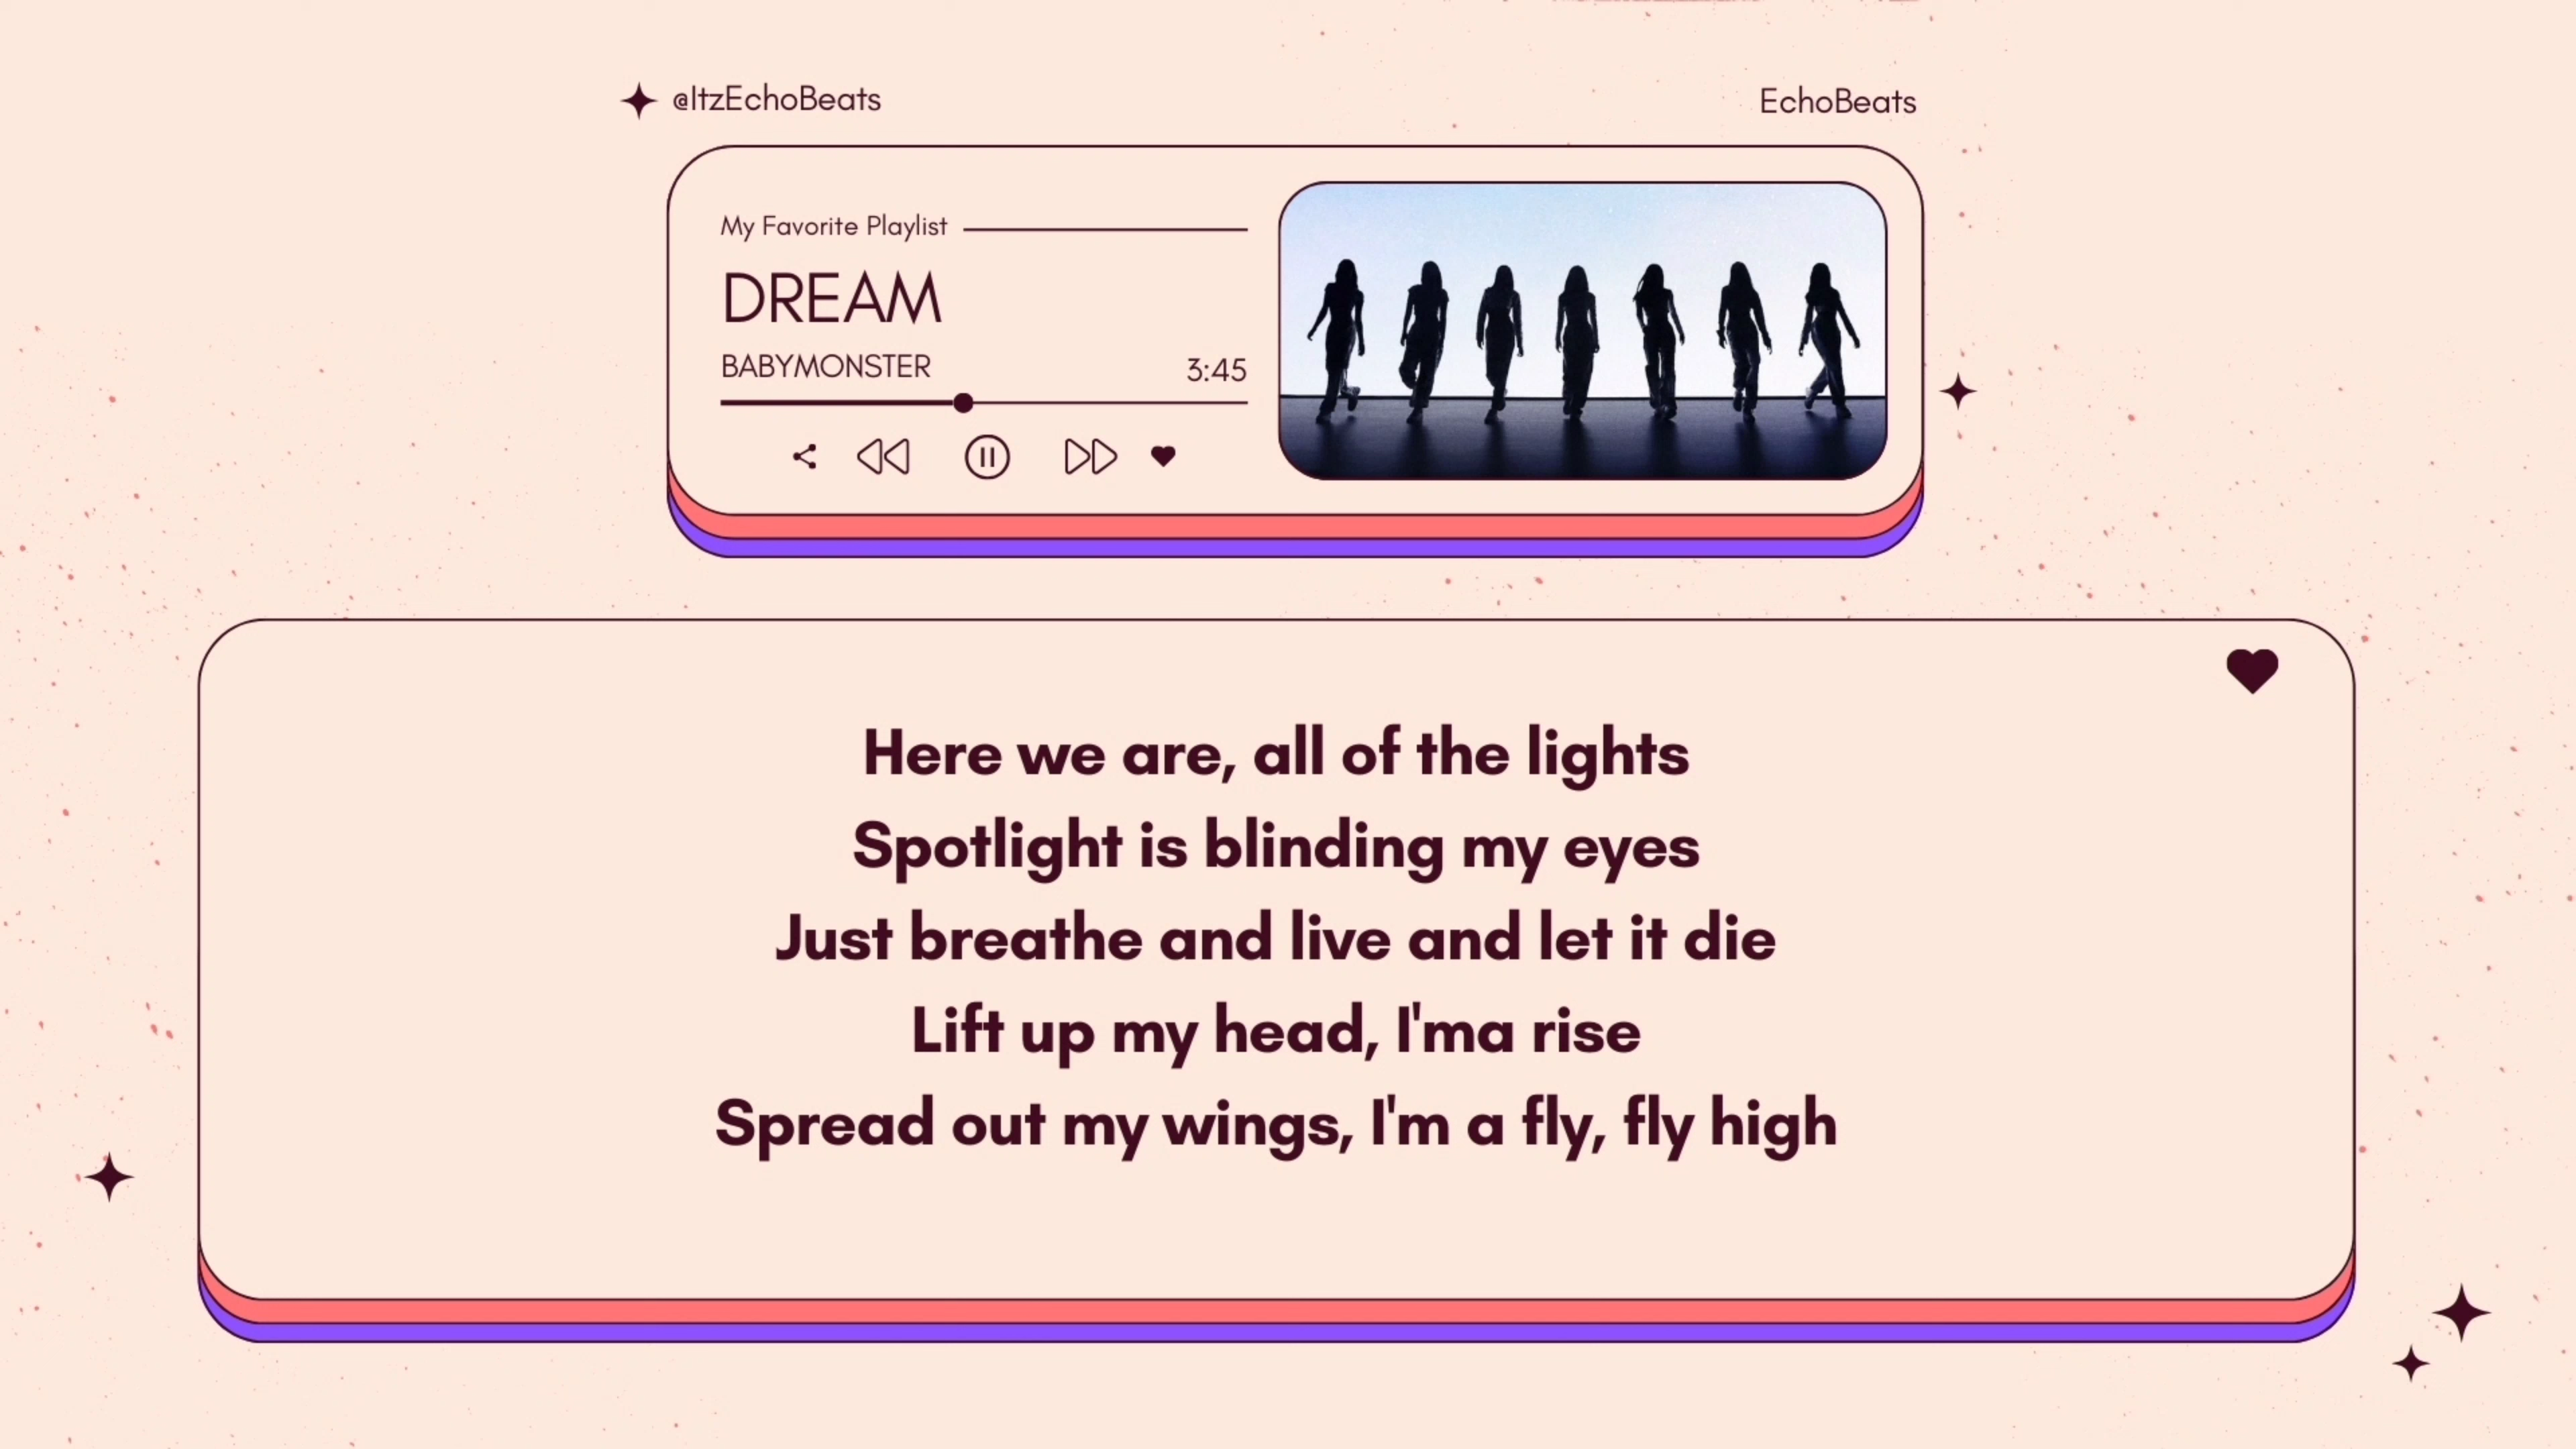 @ItzEchoBeats
EchoBeats
My Favorite Playlist
DREAM
BABYMONSTER
3:45
Here we are, all of the lights
Spotlight is blinding my eyes
Just breathe and live and let it die
Lift up my head, I'ma rise
Spread out my wings, I'm a fly, fly high